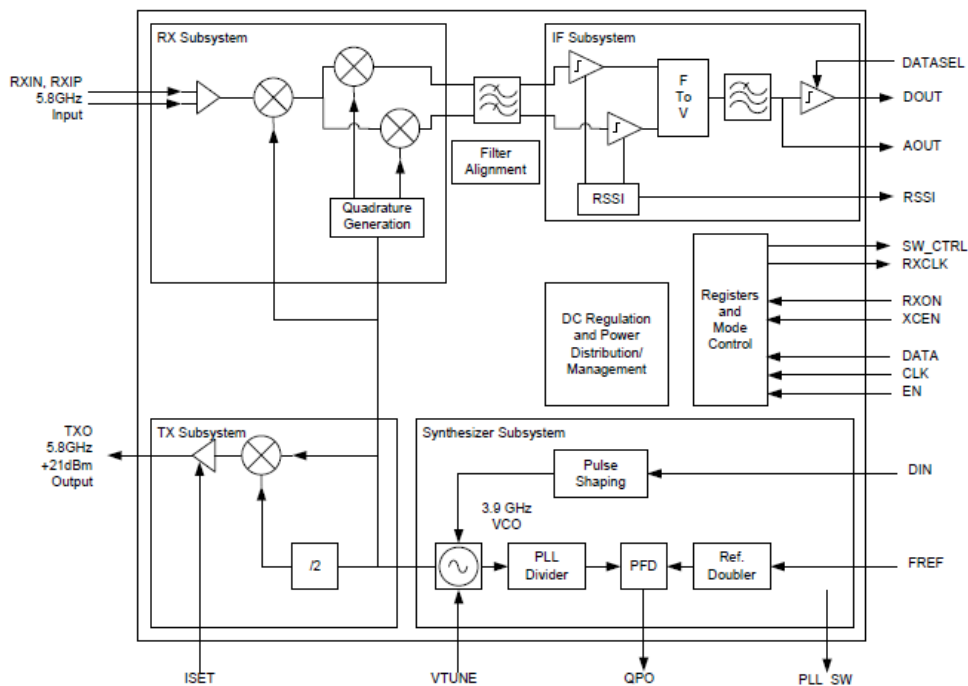 RX Subsystem
IF Subsystem
RXIN, RXIP
5.8GHz
Input
F
To
V
DATASEL
DOUT
AOUT
Filter
Alignment
RSSI
RSSI
Quadrature
Generation
SW_CTRL
RXCLK
Registers
and
Mode
Control
RXON
XCEN
DC Regulation
and Power
Distribution/
Management
DATA
CLK
EN
TXO
5.8GHz
+21dBm
Output
TX Subsystem
Synthesizer Subsystem
Pulse
Shaping
DIN
3.9 GHz
VCO
/2
PLL
Divider
PFD
Ref.
Doubler
FREF
ISET
VTUNE
QPO
PLL_SW